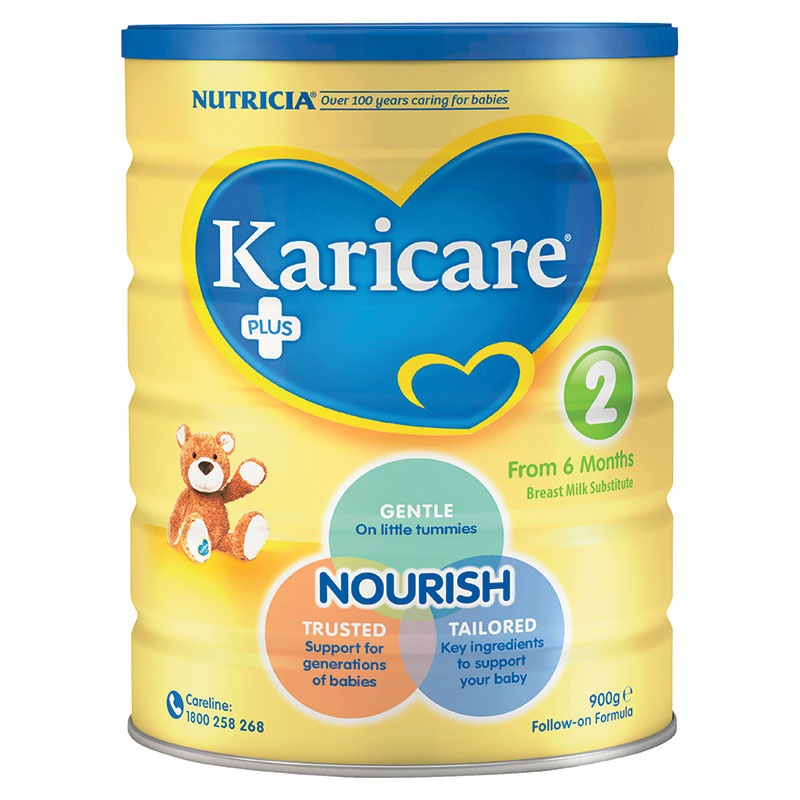 NUTRICIA® Over 100 years caring for babies
Karicare®
PLUS
2
From 6 Months
Breast Milk Substitute
GENTLE
On little tummies
NOURISH
TRUSTED
Support for
generations
of babies
TAILORED
Key ingredients
to support
your baby
Careline:
1800 258 268
900g ℮
Follow-on Formula